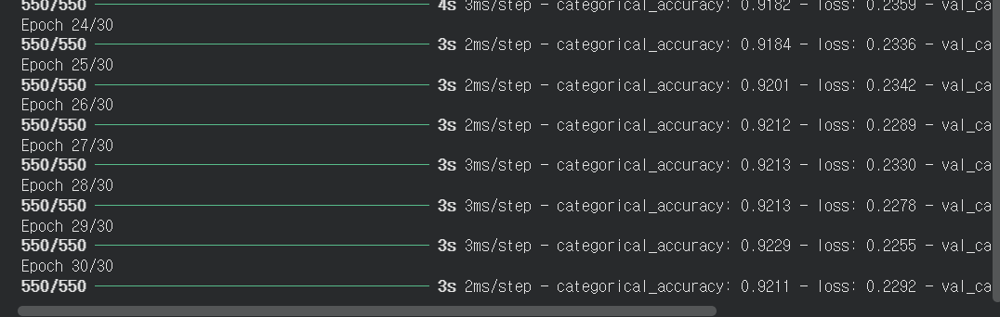 550/550 4s 3ms/step - categorical_accuracy: 0.9182 - loss: 0.2359 - val_ca
Epoch 24/30
550/550 3s 2ms/step - categorical_accuracy: 0.9184 - loss: 0.2336 - val_ca
Epoch 25/30
550/550 3s 2ms/step - categorical_accuracy: 0.9201 - loss: 0.2342 - val_ca
Epoch 26/30
550/550 3s 2ms/step - categorical_accuracy: 0.9212 - loss: 0.2289 - val_ca
Epoch 27/30
550/550 3s 3ms/step - categorical_accuracy: 0.9213 - loss: 0.2330 - val_ca
Epoch 28/30
550/550 3s 3ms/step - categorical_accuracy: 0.9213 - loss: 0.2278 - val_ca
Epoch 29/30
550/550 3s 3ms/step - categorical_accuracy: 0.9229 - loss: 0.2255 - val_ca
Epoch 30/30
550/550 3s 2ms/step - categorical_accuracy: 0.9211 - loss: 0.2292 - val_ca